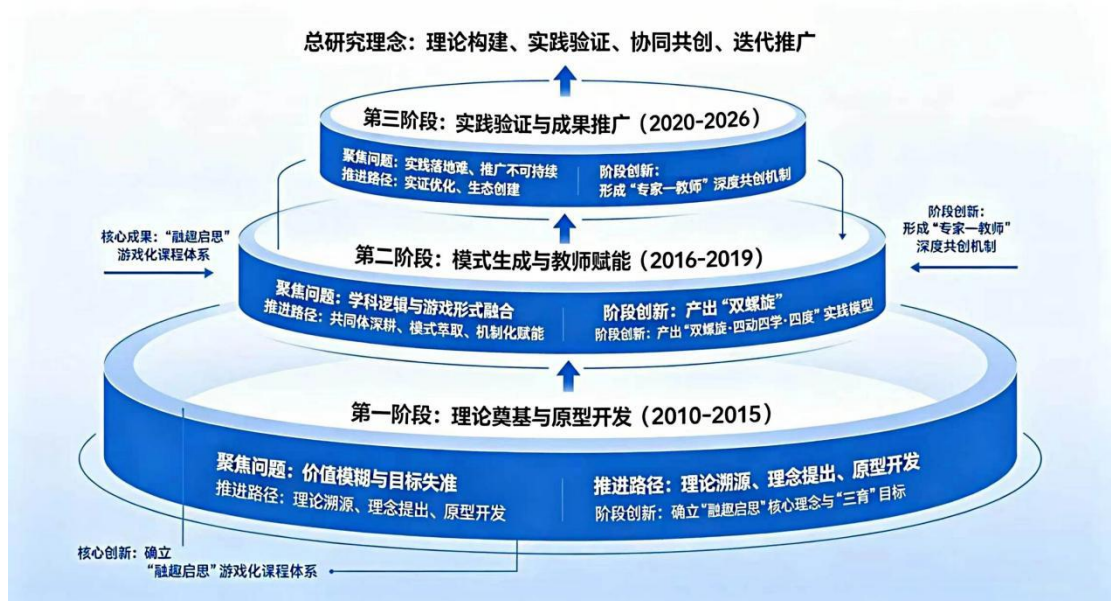 总研究理念：理论构建、实践验证、协同共创、迭代推广
第三阶段：实践验证与成果推广（2020-2026）
聚焦问题：实践落地难、推广不可持续
推进路径：实证优化、生态创建
阶段创新：
形成“专家—教师”深度共创机制
核心成果：“融趣启思”
游戏化课程体系
阶段创新：
形成“专家—教师”
深度共创机制
第二阶段：模式生成与教师赋能（2016-2019）
聚焦问题：学科逻辑与游戏形式融合
推进路径：共同体深耕、模式萃取、机制化赋能
阶段创新：产出“双螺旋”
阶段创新：产出“双螺旋·四动四学·四度”实践模型
第一阶段：理论奠基与原型开发（2010-2015）
聚焦问题：价值模糊与目标失准
推进路径：理论溯源、理念提出、原型开发
推进路径：理论溯源、理念提出、原型开发
阶段创新：确立“融趣启思”核心理念与“三育”目标
核心创新：确立
“融趣启思”游戏化课程体系